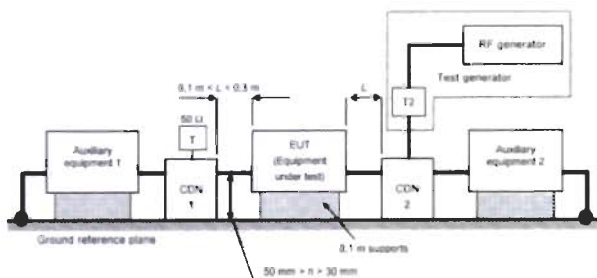 RF generator
Test generator
T2
0,1 m < L < 0,3 m
L
50 Ω
T
Auxiliary
equipment 1
CDN
1
EUT
(Equipment
under test)
CDN
2
Auxiliary
equipment 2
Ground reference plane
0,1 m supports
50 mm > h > 30 mm